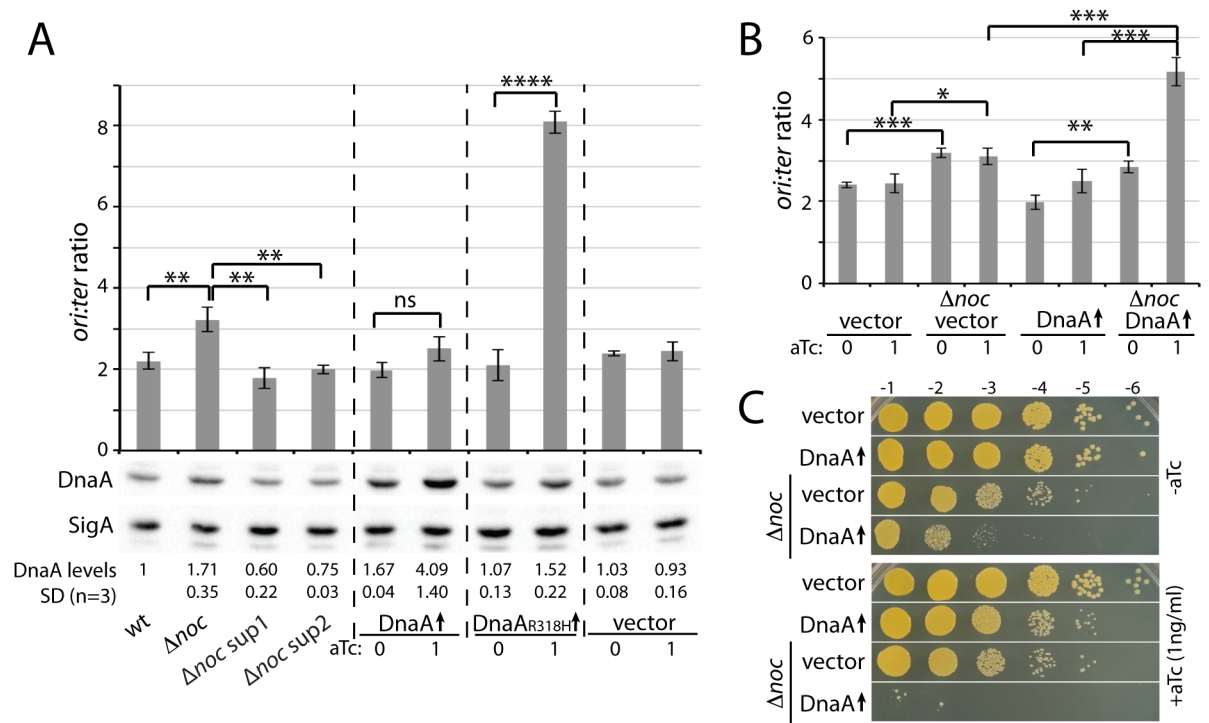 A
ori:ter ratio
8
6
4
2
0
**
**
**
ns
****
DnaA
SigA
DnaA levels 1 1.71 0.60 0.75 1.67 4.09 1.07 1.52 1.03 0.93
SD (n=3) 0.35 0.22 0.03 0.04 1.40 0.13 0.22 0.08 0.16
wt Δnoc Δnoc sup1 Δnoc sup2 DnaA↑ DnaAR318H↑ vector
aTc: 0 1 0 1 0 1
B
ori:ter ratio
6
4
2
0
***
***
*
***
**
Δnoc Δnoc
vector vector DnaA↑ DnaA↑
aTc: 0 1 0 1 0 1 0 1
C
-1 -2 -3 -4 -5 -6
vector
DnaA↑
Δnoc
vector
DnaA↑
-aTc
vector
DnaA↑
Δnoc
vector
DnaA↑
+aTc (1ng/ml)